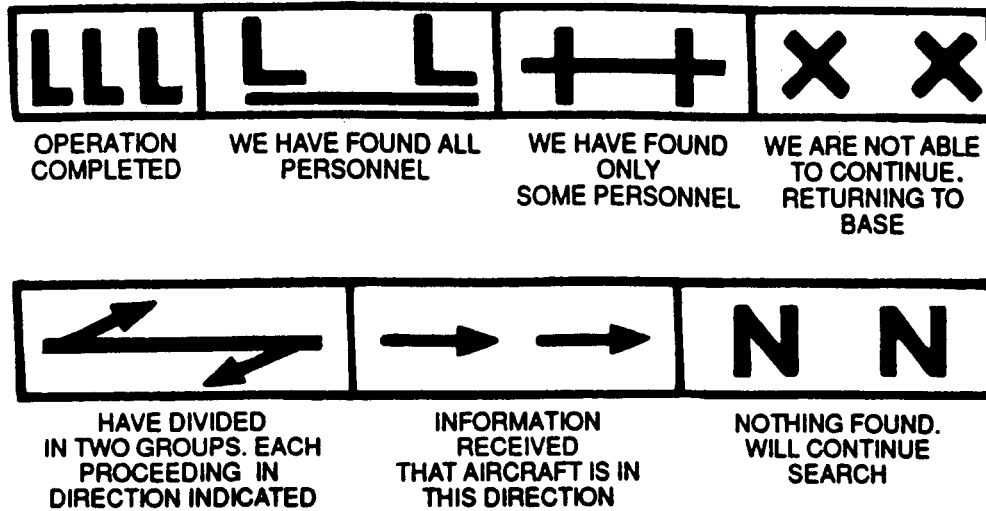 LLL
L L
X X
OPERATION
COMPLETED
WE HAVE FOUND ALL
PERSONNEL
WE HAVE FOUND
ONLY
SOME PERSONNEL
WE ARE NOT ABLE
TO CONTINUE.
RETURNING TO
BASE
N N
HAVE DIVIDED
IN TWO GROUPS. EACH
PROCEEDING IN
DIRECTION INDICATED
INFORMATION
RECEIVED
THAT AIRCRAFT IS IN
THIS DIRECTION
NOTHING FOUND.
WILL CONTINUE
SEARCH